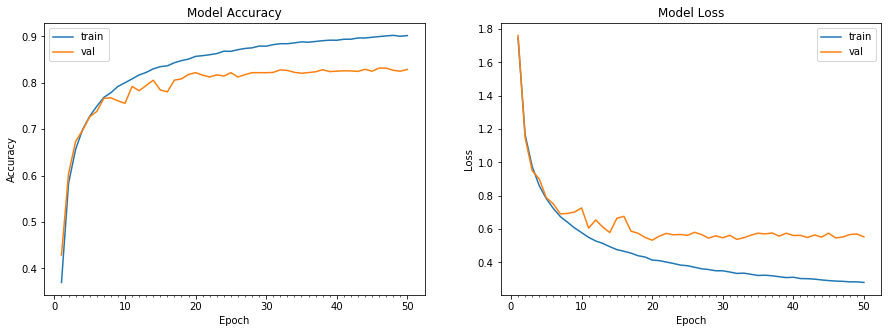 Model Accuracy
train
val
0.9
0.8
0.7
0.6
0.5
0.4
Accuracy
0 10 20 30 40 50
Epoch
Model Loss
train
val
1.8
1.6
1.4
1.2
1.0
0.8
0.6
0.4
Loss
0 10 20 30 40 50
Epoch